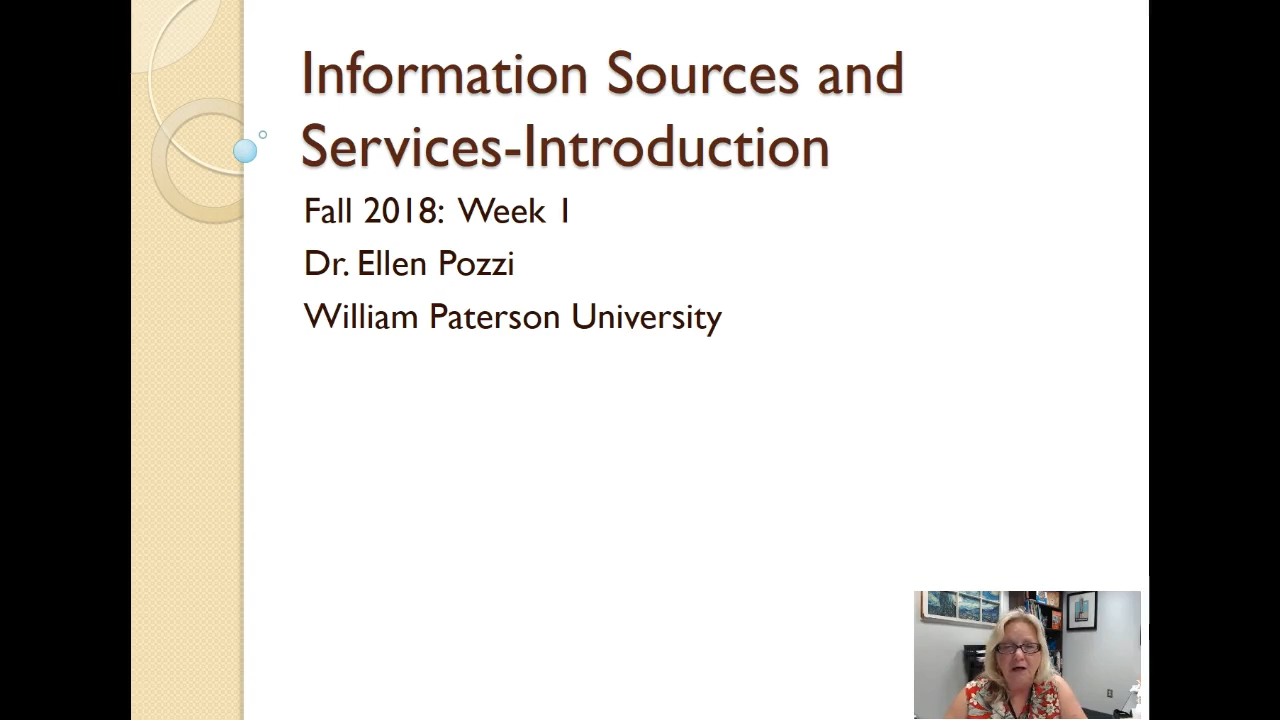 Information Sources and
Services-Introduction
Fall 2018: Week 1
Dr. Ellen Pozzi
William Paterson University